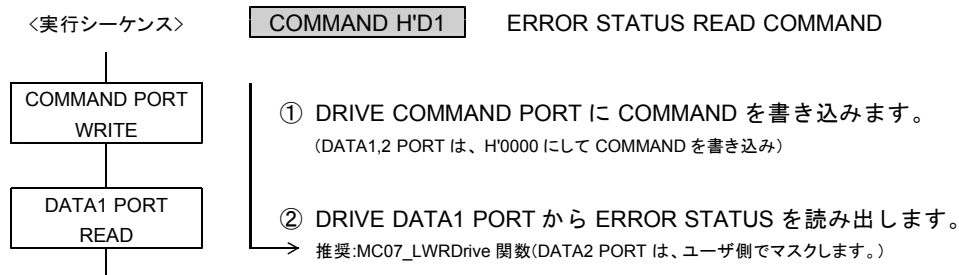 <実行シーケンス>
COMMAND H'D1 ERROR STATUS READ COMMAND
COMMAND PORT
WRITE
① DRIVE COMMAND PORT に COMMAND を書き込みます。
（DATA1,2 PORT は、H'0000 にして COMMAND を書き込み）
DATA1 PORT
READ
② DRIVE DATA1 PORT から ERROR STATUS を読み出します。
推奨:MC07_LWRDrive 関数（DATA2 PORT は、ユーザ側でマスクします。）